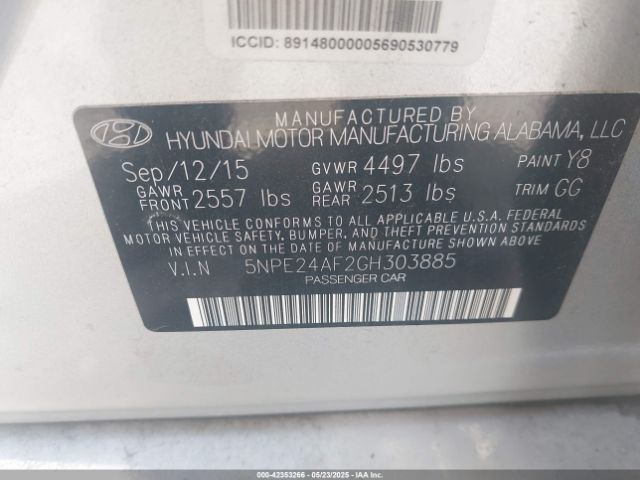 ICCID: 89148000005690530779
MANUFACTURED BY
HYUNDAI MOTOR MANUFACTURING ALABAMA, LLC
Sep/12/15 GVWR 4497 lbs PAINT Y8
GAWR FRONT 2557 lbs GAWR REAR 2513 lbs TRIM GG
THIS VEHICLE CONFORMS TO ALL APPLICABLE U.S.A. FEDERAL
MOTOR VEHICLE SAFETY, BUMPER, AND THEFT PREVENTION STANDARDS
IN EFFECT ON THE DATE OF MANUFACTURE SHOWN ABOVE.
V.I.N 5NPE24AF2GH303885
PASSENGER CAR
000-42353266 - 05/23/2025 - COPYRIGHT IAA, LLC.